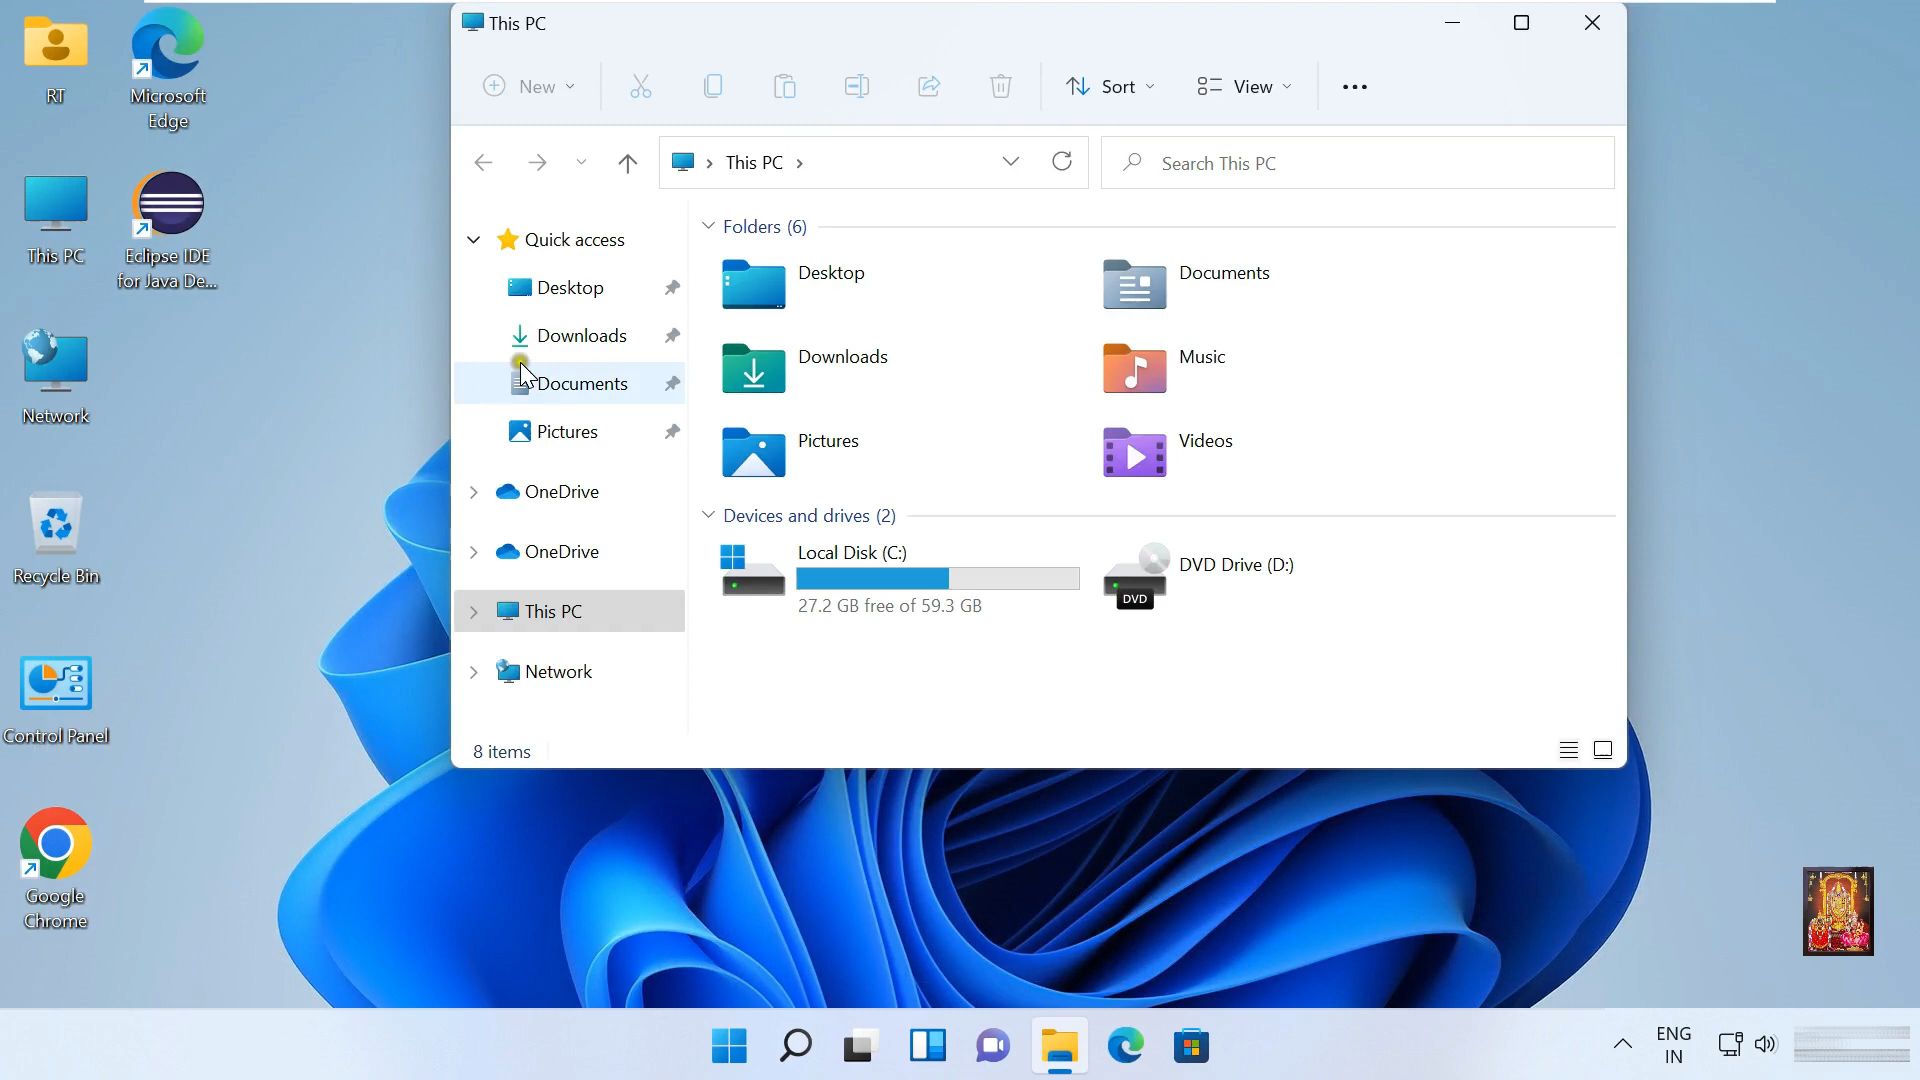 RT
Microsoft
Edge
This PC
Eclipse IDE
for Java De...
Network
Recycle Bin
Control Panel
Google
Chrome
This PC
New
Sort
View
This PC
Search This PC
Quick access
Desktop
Downloads
Documents
Pictures
OneDrive
OneDrive
This PC
Network
Folders (6)
Desktop
Documents
Downloads
Music
Pictures
Videos
Devices and drives (2)
Local Disk (C:)
27.2 GB free of 59.3 GB
DVD
DVD Drive (D:)
8 items
ENG
IN